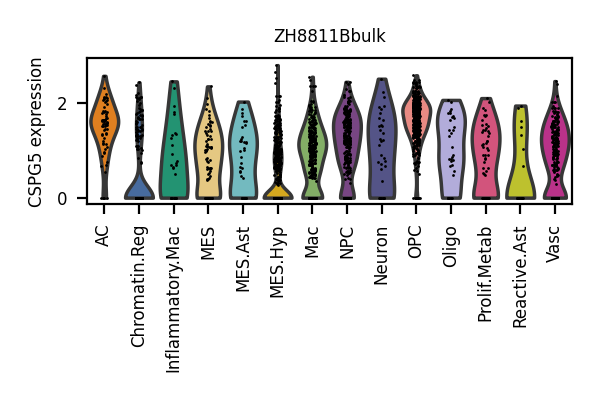 ZH8811Bbulk
CSPG5 expression
2
0
AC
Chromatin.Reg
Inflammatory.Mac
MES
MES.Ast
MES.Hyp
Mac
NPC
Neuron
OPC
Oligo
Prolif.Metab
Reactive.Ast
Vasc